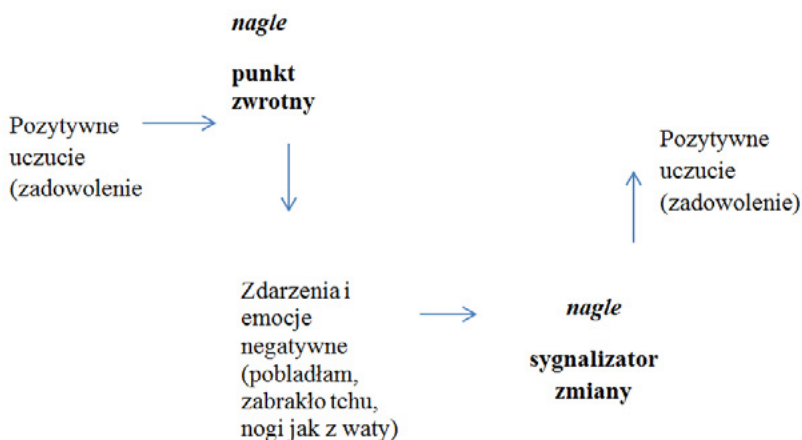 nagle
punkt
zwrotny
Pozytywne
uczucie
(zadowolenie
Zdarzenia i
emocje
negatywne
(pobladłam,
zabrakło tchu,
nogi jak z waty)
nagle
sygnalizator
zmiany
Pozytywne
uczucie
(zadowolenie)